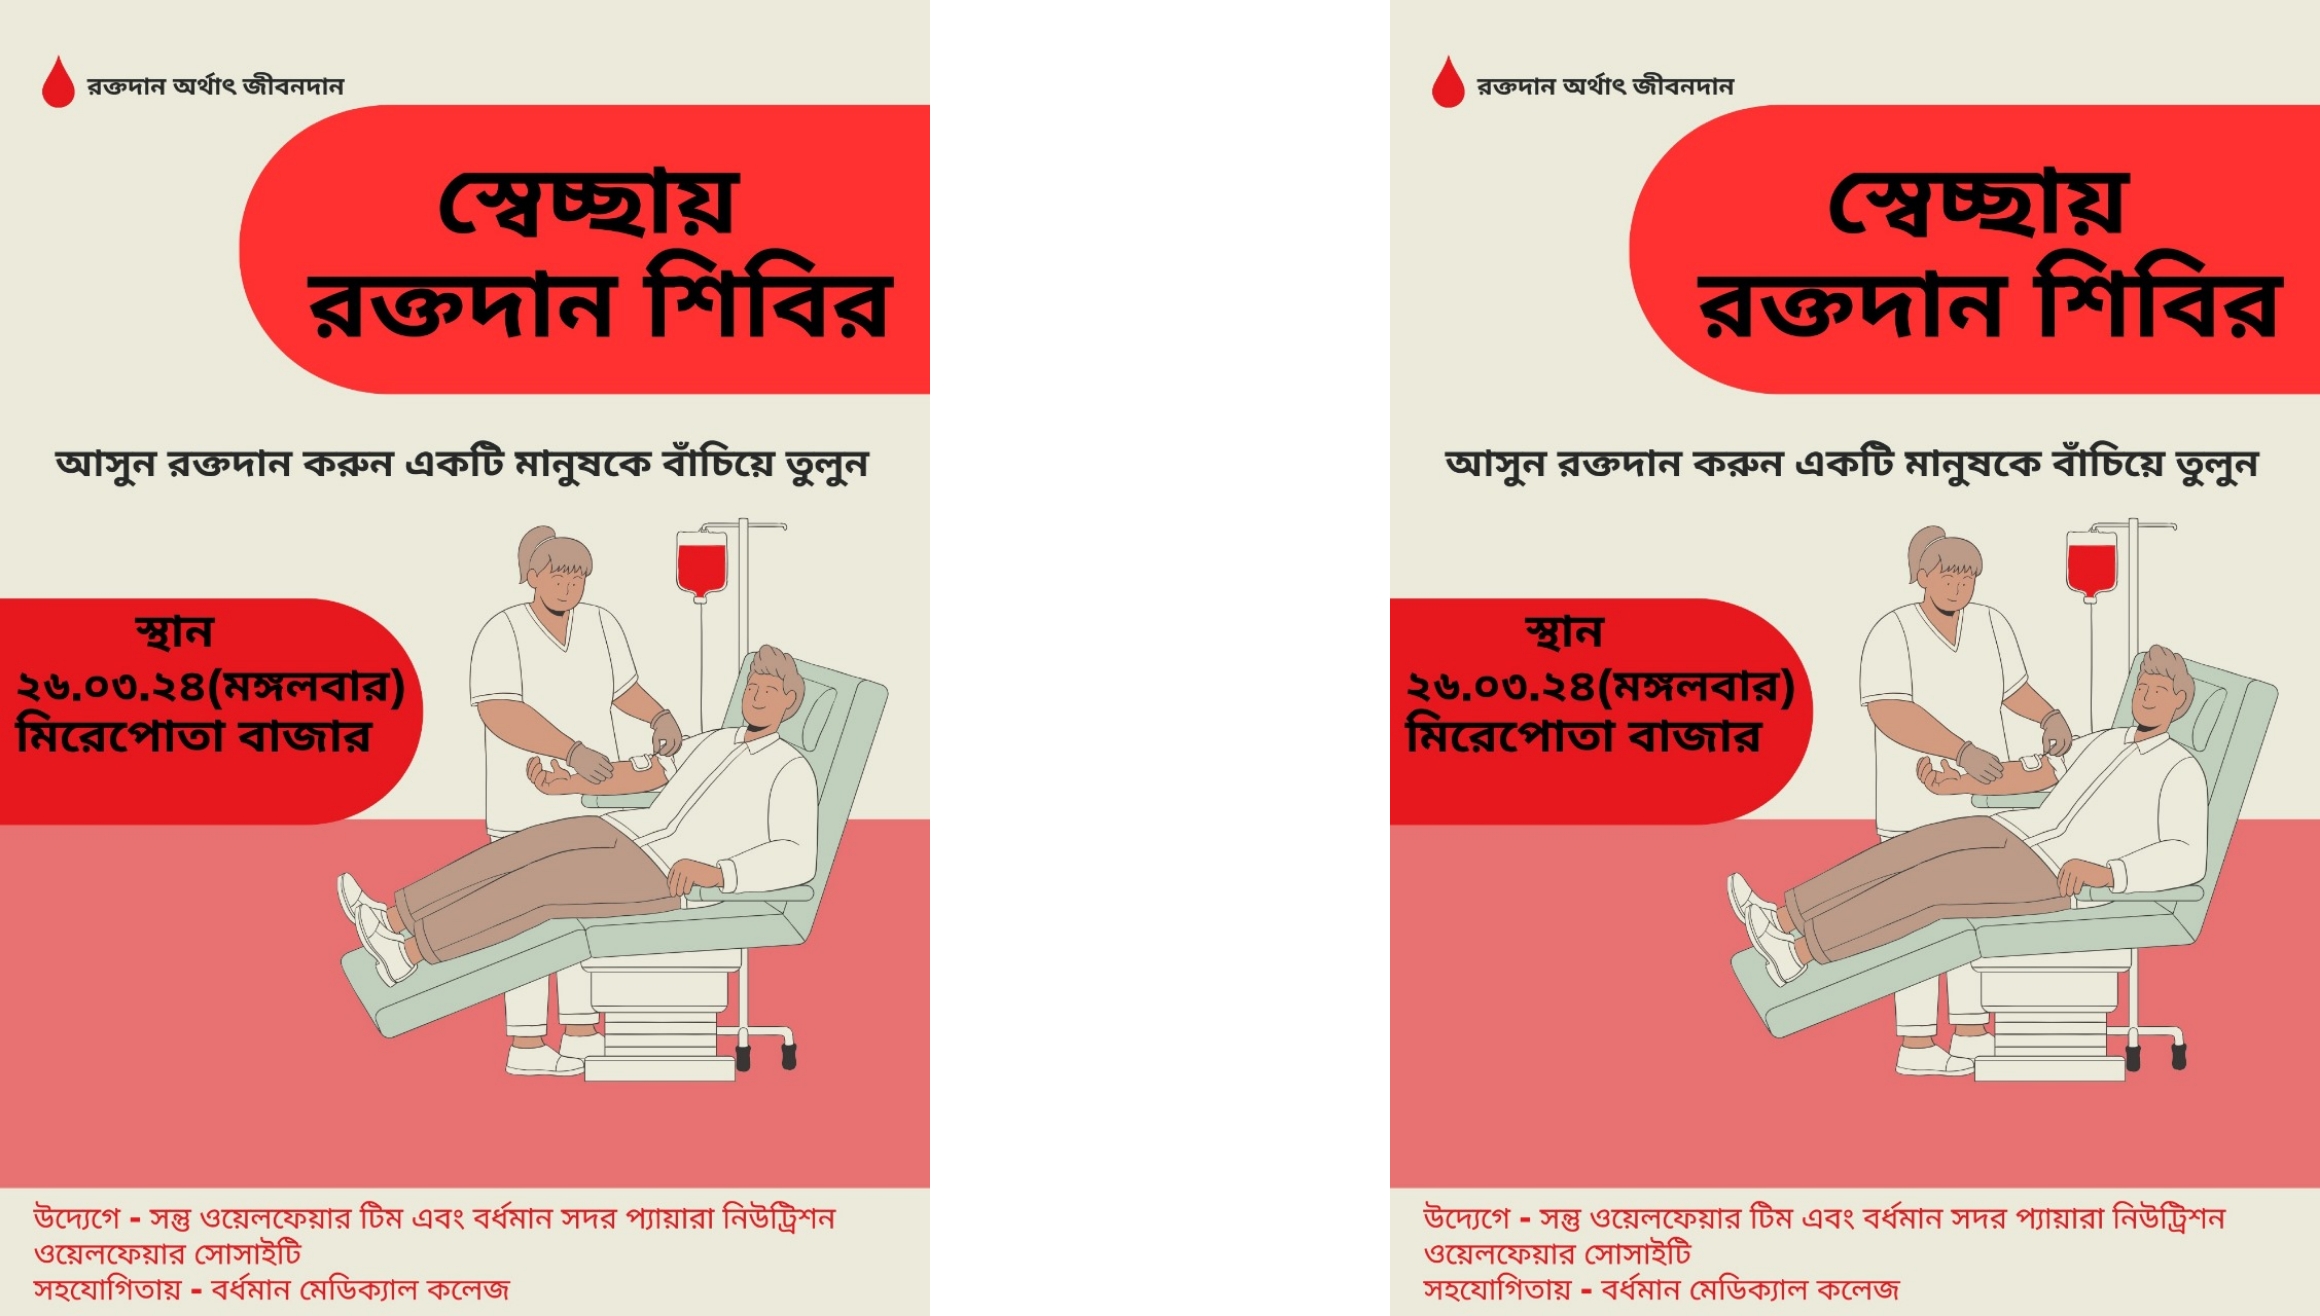 রক্তদান অর্থাৎ জীবনদান
স্বেচ্ছায়
রক্তদান শিবির
আসুন রক্তদান করুন একটি মানুষকে বাঁচিয়ে তুলুন
স্থান
২৬.০৩.২৪(মঙ্গলবার)
মিরেপোতা বাজার
উদ্যেগে - সন্তু ওয়েলফেয়ার টিম এবং বর্ধমান সদর প্যায়ারা নিউট্রিশন
ওয়েলফেয়ার সোসাইটি
সহযোগিতায় - বর্ধমান মেডিক্যাল কলেজ
রক্তদান অর্থাৎ জীবনদান
স্বেচ্ছায়
রক্তদান শিবির
আসুন রক্তদান করুন একটি মানুষকে বাঁচিয়ে তুলুন
স্থান
২৬.০৩.২৪(মঙ্গলবার)
মিরেপোতা বাজার
উদ্যেগে - সন্তু ওয়েলফেয়ার টিম এবং বর্ধমান সদর প্যায়ারা নিউট্রিশন
ওয়েলফেয়ার সোসাইটি
সহযোগিতায় - বর্ধমান মেডিক্যাল কলেজ